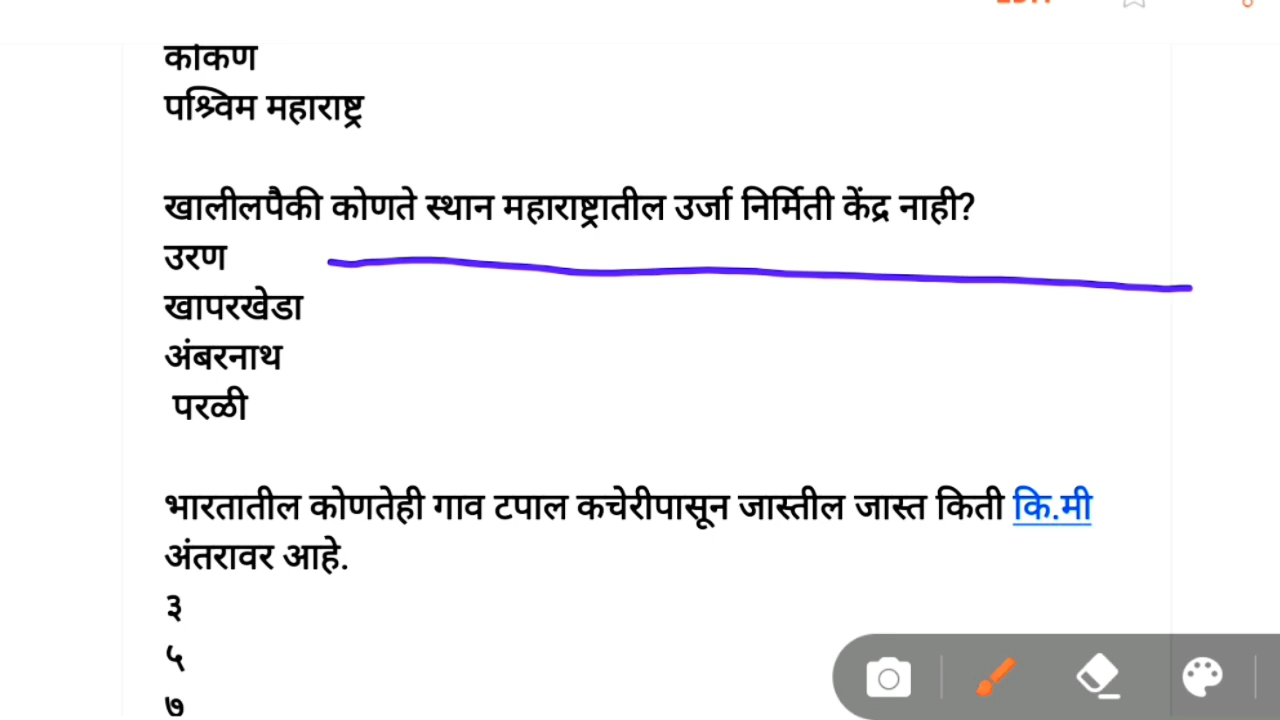 कोकण
पश्र्विम महाराष्ट्र
खालीलपैकी कोणते स्थान महाराष्ट्रातील उर्जा निर्मिती केंद्र नाही?
उरण
खापरखेडा
अंबरनाथ
परळी
भारतातील कोणतेही गाव टपाल कचेरीपासून जास्तील जास्त किती कि.मी
अंतरावर आहे.
३
५
७